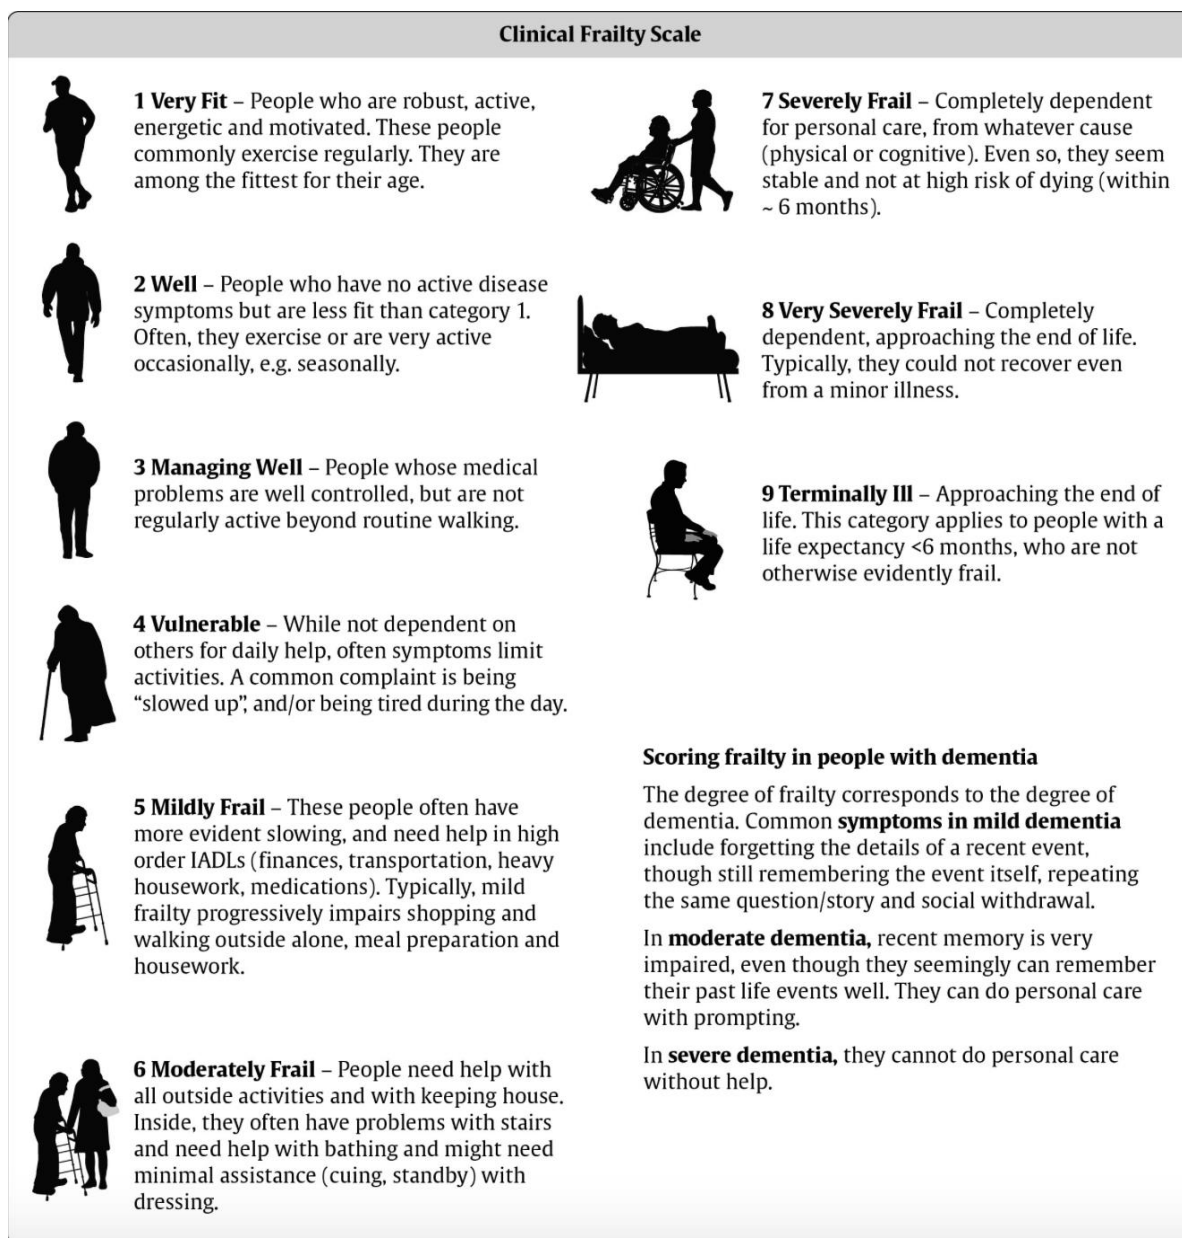 Clinical Frailty Scale
1 Very Fit – People who are robust, active,
energetic and motivated. These people
commonly exercise regularly. They are
among the fittest for their age.
2 Well – People who have no active disease
symptoms but are less fit than category 1.
Often, they exercise or are very active
occasionally, e.g. seasonally.
3 Managing Well – People whose medical
problems are well controlled, but are not
regularly active beyond routine walking.
4 Vulnerable – While not dependent on
others for daily help, often symptoms limit
activities. A common complaint is being
“slowed up”, and/or being tired during the day.
5 Mildly Frail – These people often have
more evident slowing, and need help in high
order IADLs (finances, transportation, heavy
housework, medications). Typically, mild
frailty progressively impairs shopping and
walking outside alone, meal preparation and
housework.
6 Moderately Frail – People need help with
all outside activities and with keeping house.
Inside, they often have problems with stairs
and need help with bathing and might need
minimal assistance (cuing, standby) with
dressing.
7 Severely Frail – Completely dependent
for personal care, from whatever cause
(physical or cognitive). Even so, they seem
stable and not at high risk of dying (within
~ 6 months).
8 Very Severely Frail – Completely
dependent, approaching the end of life.
Typically, they could not recover even
from a minor illness.
9 Terminally Ill – Approaching the end of
life. This category applies to people with a
life expectancy <6 months, who are not
otherwise evidently frail.
Scoring frailty in people with dementia
The degree of frailty corresponds to the degree of
dementia. Common symptoms in mild dementia
include forgetting the details of a recent event,
though still remembering the event itself, repeating
the same question/story and social withdrawal.
In moderate dementia, recent memory is very
impaired, even though they seemingly can remember
their past life events well. They can do personal care
with prompting.
In severe dementia, they cannot do personal care
without help.